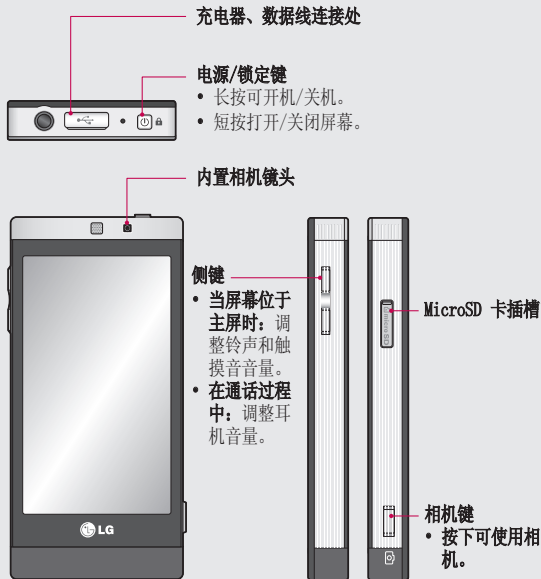 充电器、数据线连接处
电源/锁定键
• 长按可开机/关机。
• 短按打开/关闭屏幕。
内置相机镜头
侧键
• 当屏幕位于
主屏时：调
整铃声和触
摸音音量。
• 在通话过程
中：调整耳
机音量。
MicroSD 卡插槽
micro SD
相机键
• 按下可使用相
机。
LG